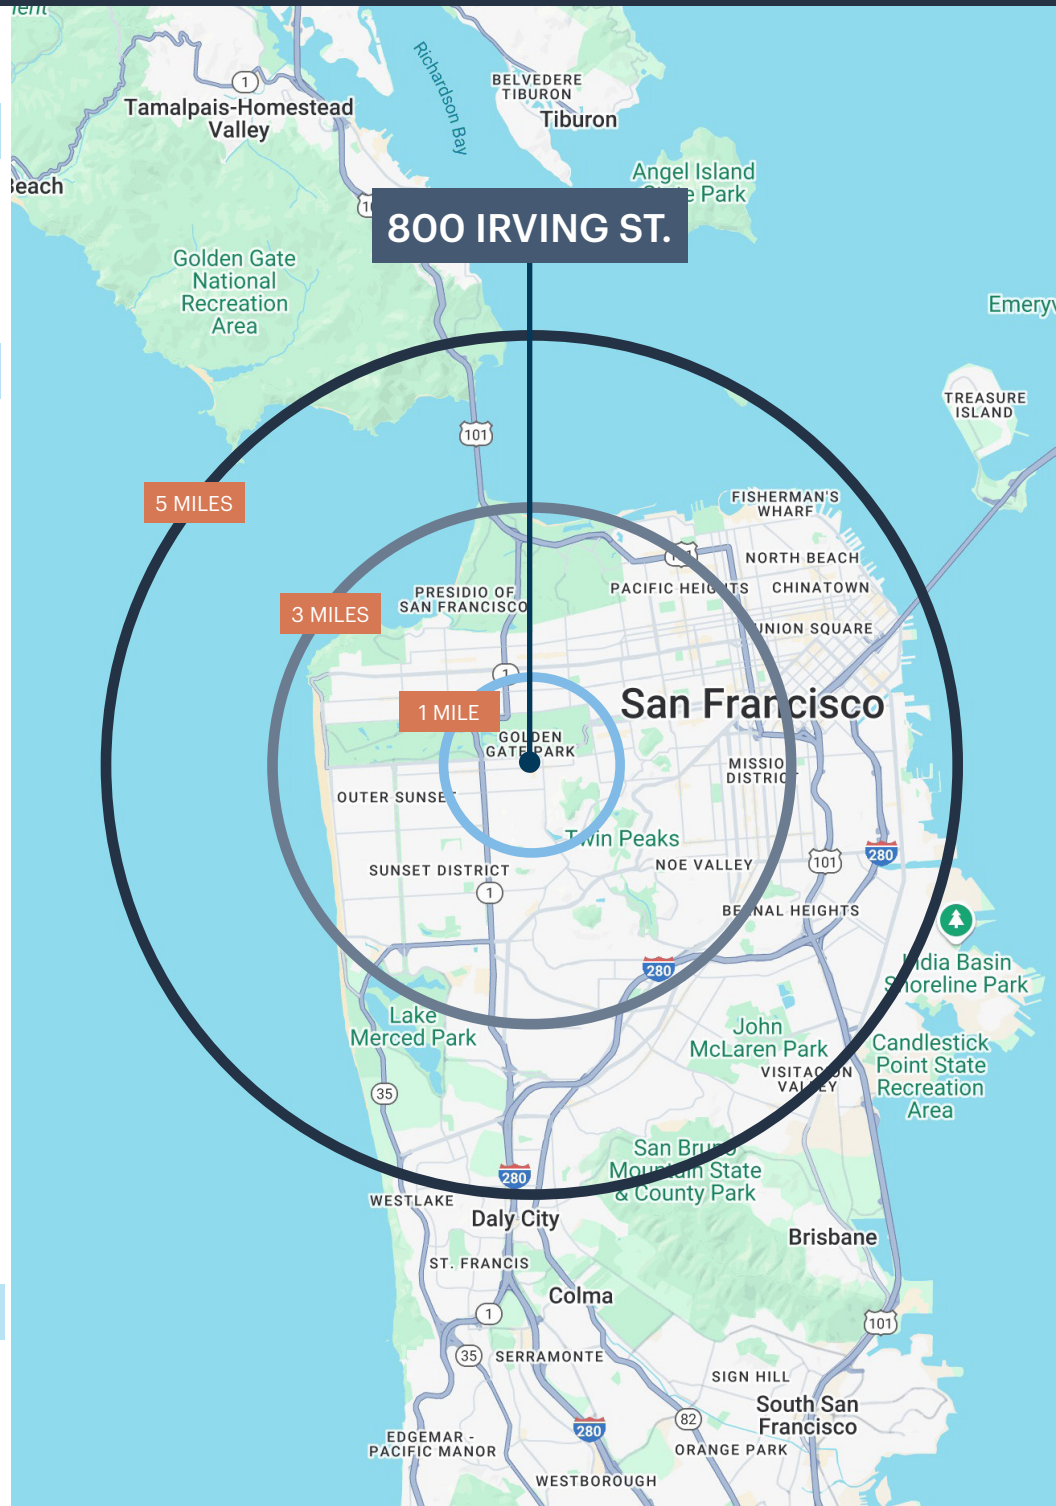 1
Tamalpais-Homestead
Valley
Richardson Bay
BELVEDERE
TIBURON
Tiburon
Angel Island
Park
800 IRVING ST.
Golden Gate
National
Recreation
Area
TREASURE
ISLAND
101
5 MILES
FISHERMAN'S
WHARF
NORTH BEACH
PRESIDIO OF
SAN FRANCISCO
PACIFIC HEIGHTS
CHINATOWN
3 MILES
UNION SQUARE
1
San Francisco
1 MILE
GOLDEN
GATE PARK
MISSION
DISTRICT
OUTER SUNSET
Twin Peaks
SUNSET DISTRICT
NOE VALLEY
101
280
1
BERNAL HEIGHTS
280
India Basin
Shoreline Park
Lake
Merced Park
John
McLaren Park
VISITACION
VALLEY
Candlestick
Point State
Recreation
Area
35
San Bruno
Mountain State
& County Park
280
WESTLAKE
Daly City
Brisbane
ST. FRANCIS
Colma
1
101
35
SERRAMONTE
SIGN HILL
South San
Francisco
82
280
EDGEMAR -
PACIFIC MANOR
ORANGE PARK
WESTBOROUGH